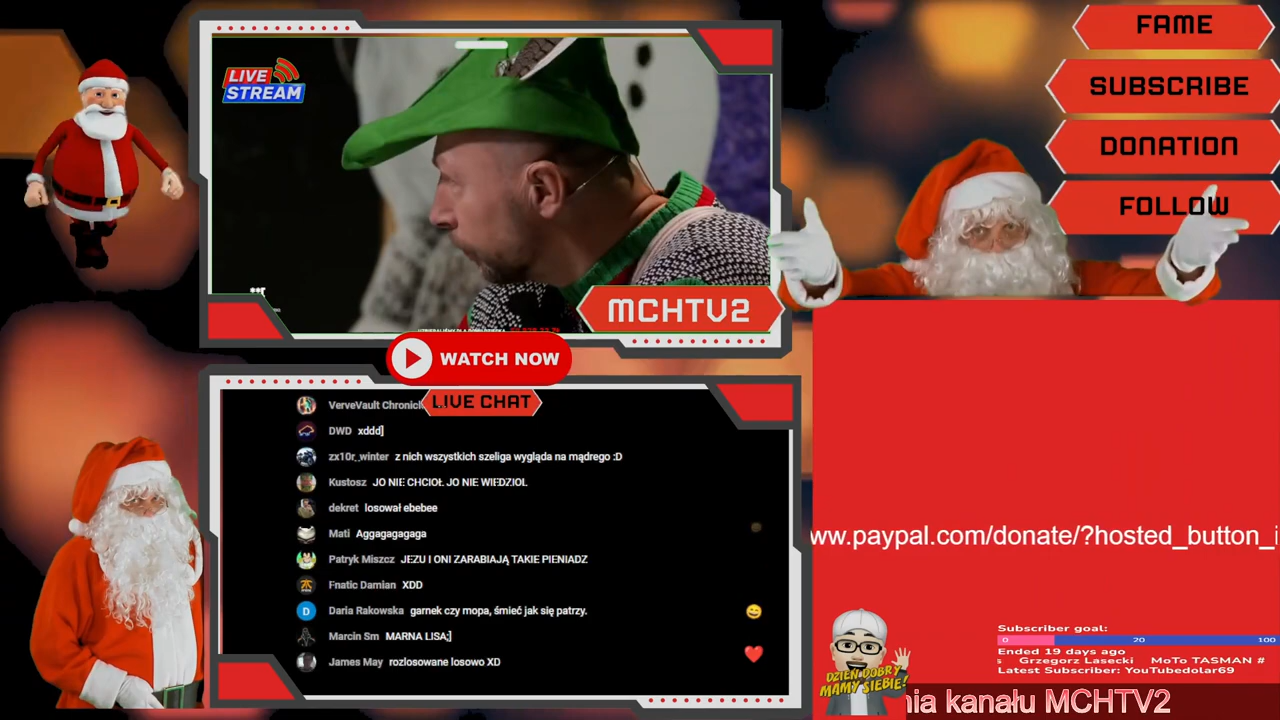 FAME
SUBSCRIBE
DONATION
FOLLOW
LIVE
STREAM
MCHTV2
WATCH NOW
LIVE CHAT
VerveVault
DWD xddd]
zx10r_winter z nich wszystkich szeliga wygląda na mądrego :D
Kustosz JO NIE CHCIOŁ JO NIE WIEDZIOŁ
dekret losował ebebee
Mati Aggagagagaga
Patryk Miszcz JEZU I ONI ZARABIAJĄ TAKIE PIENIADZ
Fnatic Damian XDD
D Daria Rakowska garnek czy mopa, śmieć jak się patrzy. 😄
Marcin Sm MARNA LISA;]
James May rozlosowane losowo XD ❤️
ww.paypal.com/donate/?hosted_button_i
Subscriber goal:
0 20 100
Ended 19 days ago
s Grzegorz Lasecki MoTo TASMAN #
Latest Subscriber: YouTubedolar69
DZIEŃ DOBRY
MAMY SIEBIE!
nia kanału MCHTV2